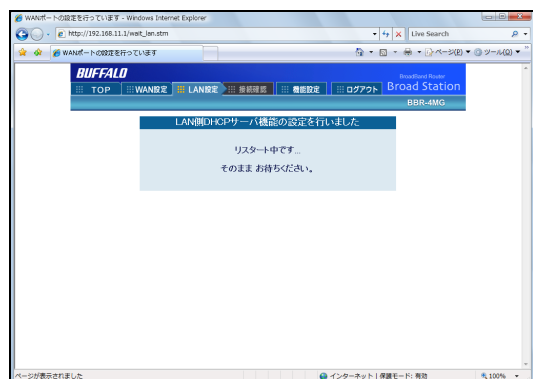 WANポートの設定を行っています - Windows Internet Explorer
http://192.168.11.1/wait_lan.stm
Live Search
WANポートの設定を行っています
ページ(P)
ツール(O)
BUFFALO
BroadBand Router
Broad Station
TOP WAN設定 LAN設定 接続確認 機能設定 ログアウト
BBR-4MG
LAN側DHCPサーバ機能の設定を行いました
リスタート中です...
そのまま お待ちください。
ページが表示されました
インターネット | 保護モード: 有効
100%